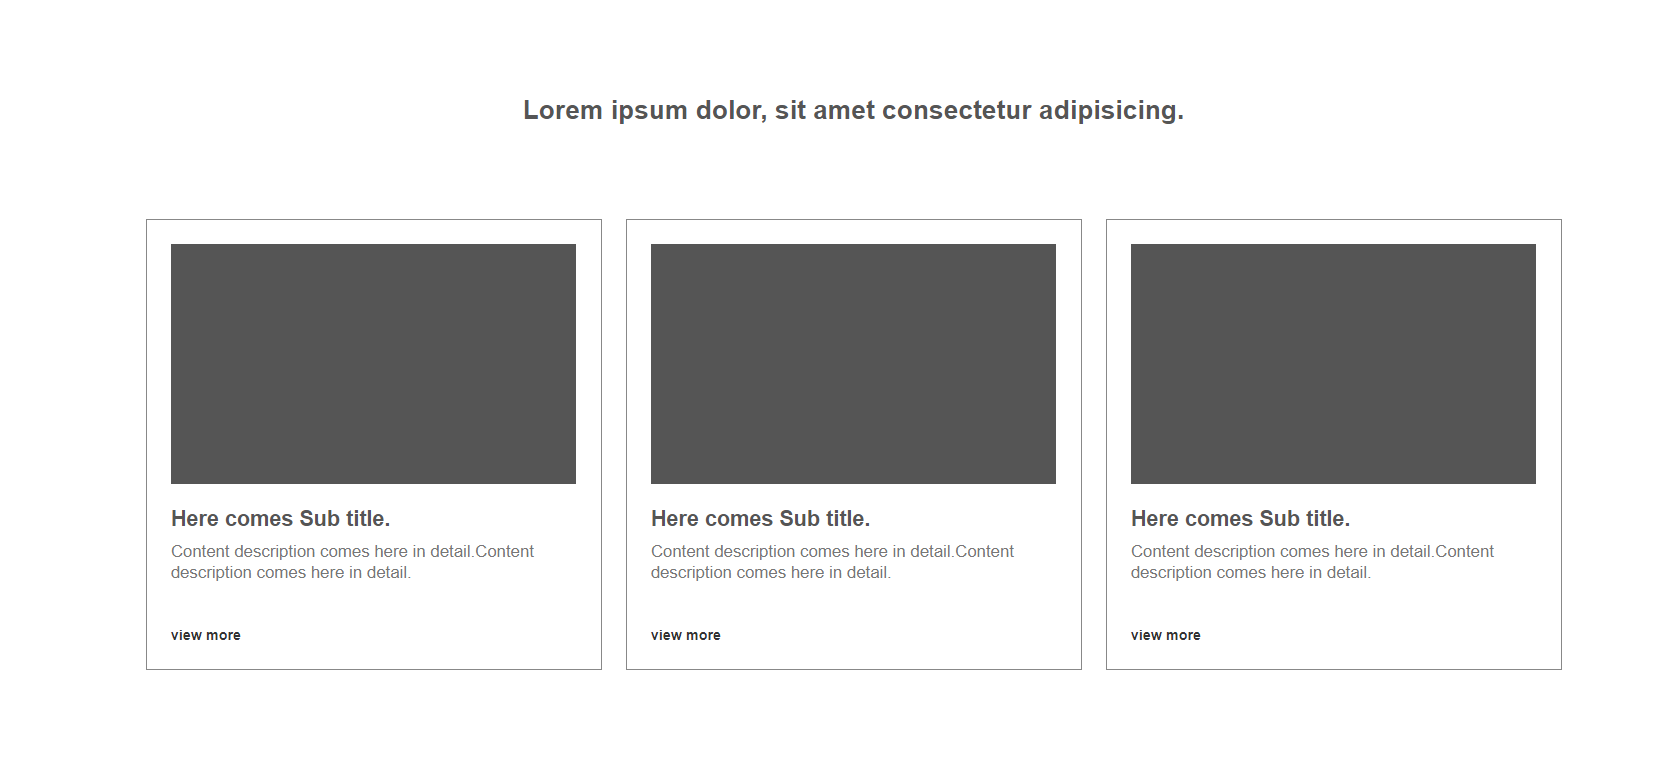 Lorem ipsum dolor, sit amet consectetur adipisicing.
Here comes Sub title.
Content description comes here in detail.Content
description comes here in detail.
view more
Here comes Sub title.
Content description comes here in detail.Content
description comes here in detail.
view more
Here comes Sub title.
Content description comes here in detail.Content
description comes here in detail.
view more